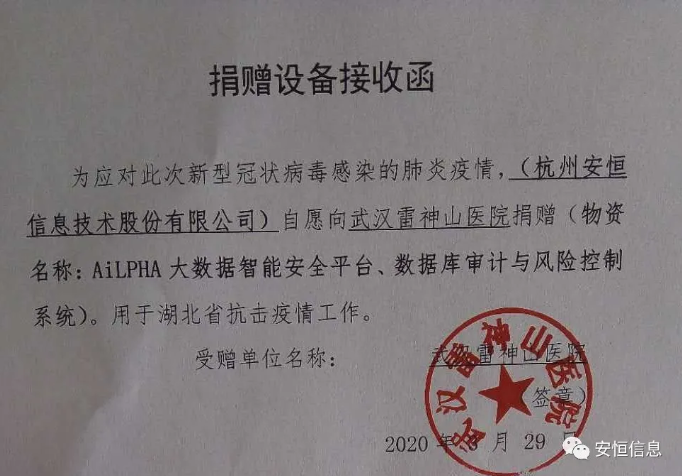 捐赠设备接收函
为应对此次新型冠状病毒感染的肺炎疫情，（杭州安恒
信息技术股份有限公司）自愿向武汉雷神山医院捐赠（物资
名称：AiLPHA 大数据智能安全平台、数据库审计与风险控制
系统）。用于湖北省抗击疫情工作。
受赠单位名称： 武汉雷神山医院
（签章）
2020 年 月 29 日
武汉雷神山医院
安恒信息